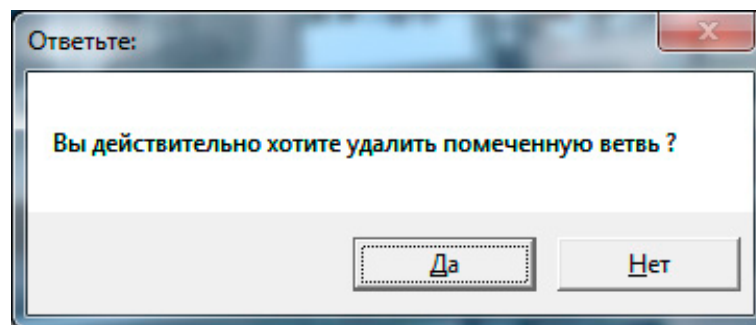 Ответьте:
Вы действительно хотите удалить помеченную ветвь ?
Да
Нет